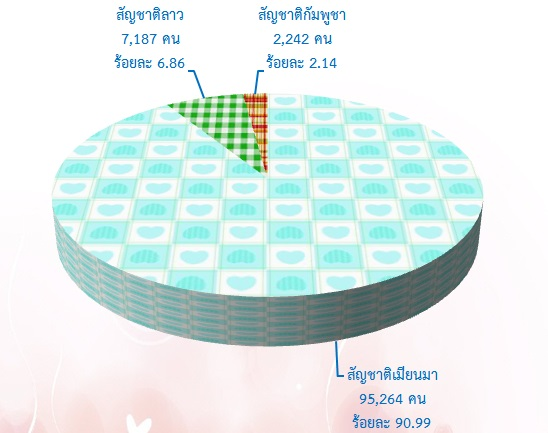 สัญชาติลาว
7,187 คน
ร้อยละ 6.86
สัญชาติกัมพูชา
2,242 คน
ร้อยละ 2.14
สัญชาติเมียนมา
95,264 คน
ร้อยละ 90.99